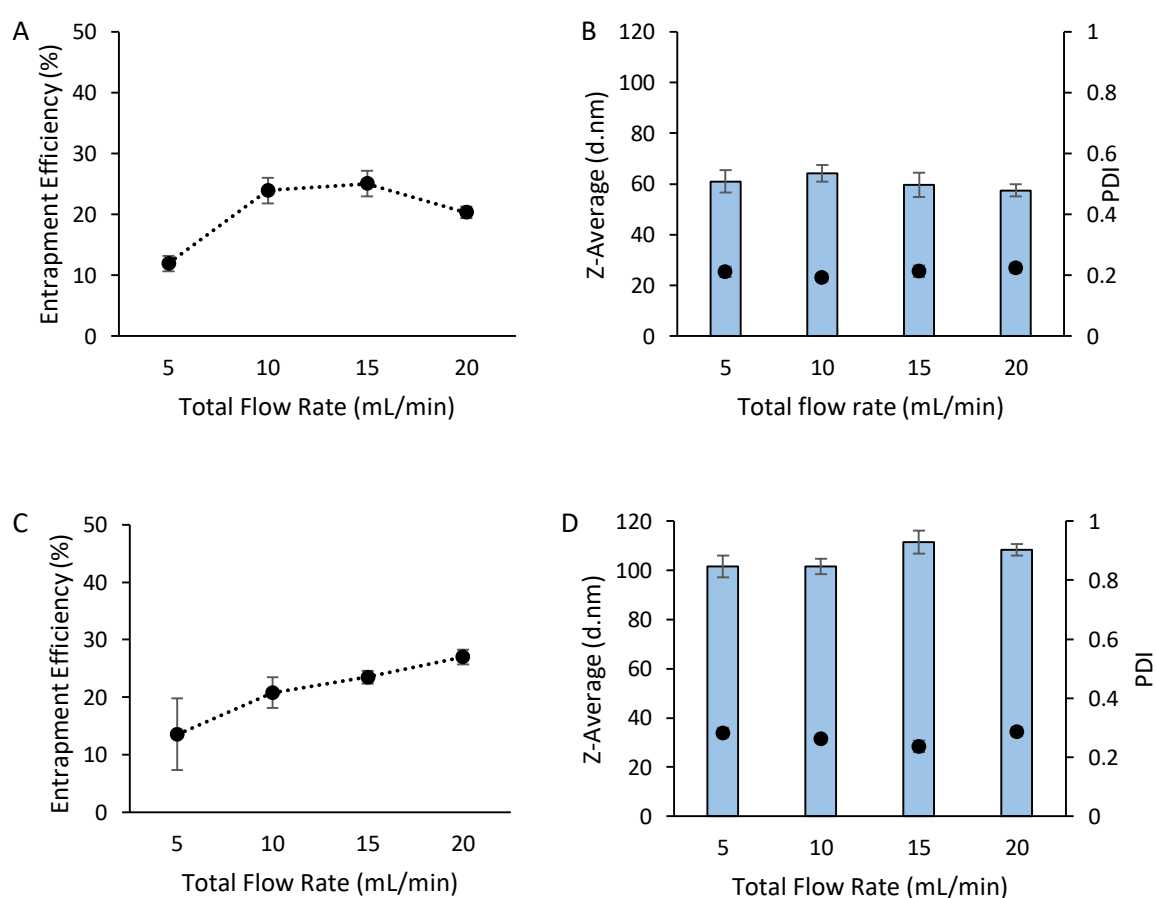 A
Entrapment Efficiency (%)
50
40
30
20
10
0
5 10 15 20
Total Flow Rate (mL/min)
B
Z-Average (d.nm)
120
100
80
60
40
20
0
1
0.8
0.6
0.4
0.2
0
PDI
5 10 15 20
Total flow rate (mL/min)
C
Entrapment Efficiency (%)
50
40
30
20
10
0
5 10 15 20
Total Flow Rate (mL/min)
D
Z-Average (d.nm)
120
100
80
60
40
20
0
1
0.8
0.6
0.4
0.2
0
PDI
5 10 15 20
Total Flow Rate (mL/min)